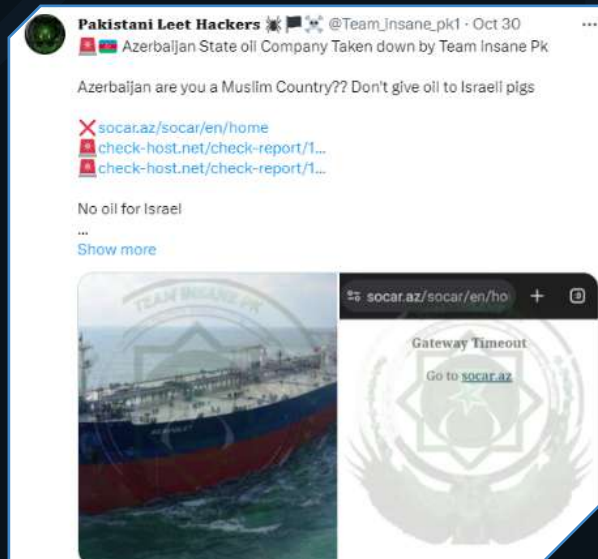 Pakistani Leet Hackers 🕷🏴☠️ @Team_insane_pk1 · Oct 30 ...
🚨🇦🇿 Azerbaijan State oil Company Taken down by Team insane Pk
Azerbaijan are you a Muslim Country?? Don't give oil to Israeli pigs
❌socar.az/socar/en/home
🚨check-host.net/check-report/1...
🚨check-host.net/check-report/1...
No oil for Israel
...
Show more
TEAM INSANE PK
socar.az/socar/en/ho
Gateway Timeout
Go to socar.az